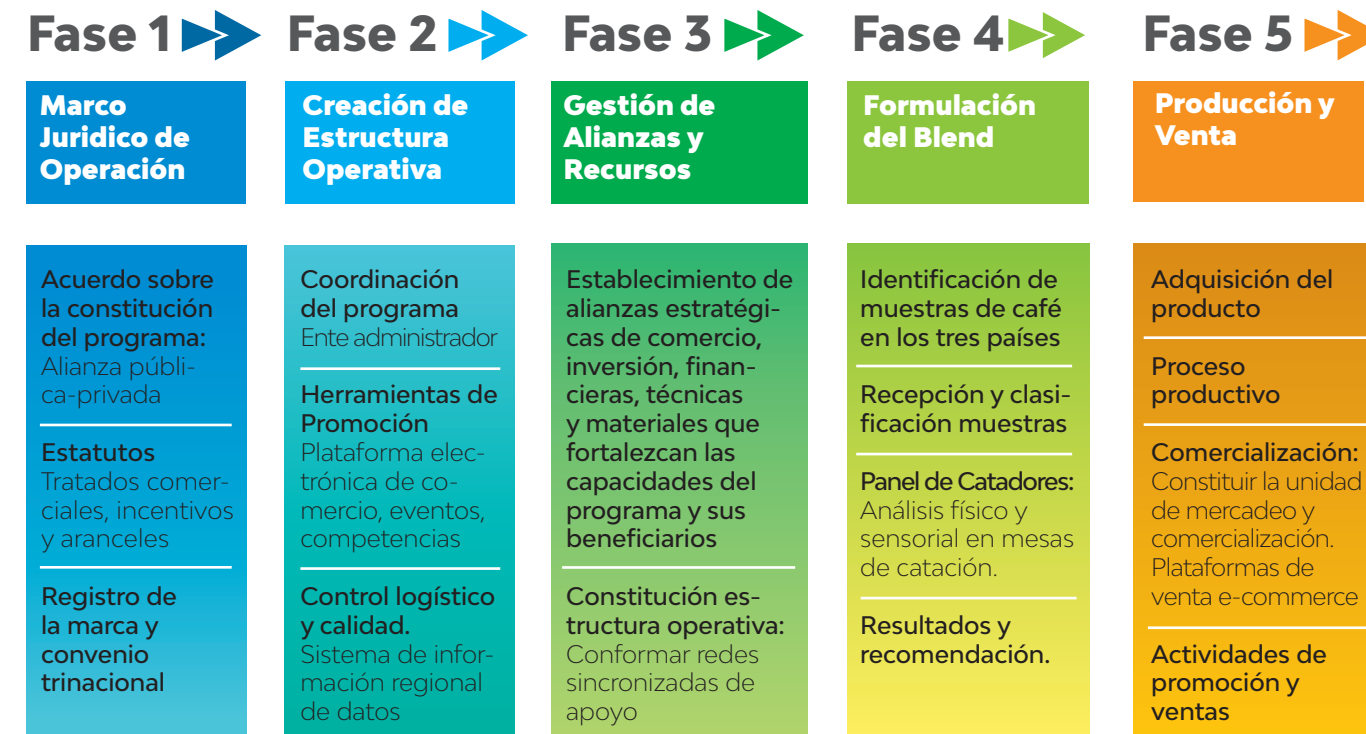 Fase 1
Marco
Juridico de
Operación
Acuerdo sobre
la constitución
del programa:
Alianza públi-
ca-privada
Estatutos
Tratados comer-
ciales, incentivos
y aranceles
Registro de
la marca y
convenio
trinacional
Fase 2
Creación de
Estructura
Operativa
Coordinación
del programa
Ente administrador
Herramientas de
Promoción
Plataforma elec-
trónica de co-
mercio, eventos,
competencias
Control logístico
y calidad.
Sistema de infor-
mación regional
de datos
Fase 3
Gestión de
Alianzas y
Recursos
Establecimiento de
alianzas estratégi-
cas de comercio,
inversión, finan-
cieras, técnicas
y materiales que
fortalezcan las
capacidades del
programa y sus
beneficiarios
Constitución es-
tructura operativa:
Conformar redes
sincronizadas de
apoyo
Fase 4
Formulación
del Blend
Identificación de
muestras de café
en los tres países
Recepción y clasi-
ficación muestras
Panel de Catadores:
Análisis físico y
sensorial en mesas
de catación.
Resultados y
recomendación.
Fase 5
Producción y
Venta
Adquisición del
producto
Proceso
productivo
Comercialización:
Constituir la unidad
de mercadeo y
comercialización.
Plataformas de
venta e-commerce
Actividades de
promoción y
ventas